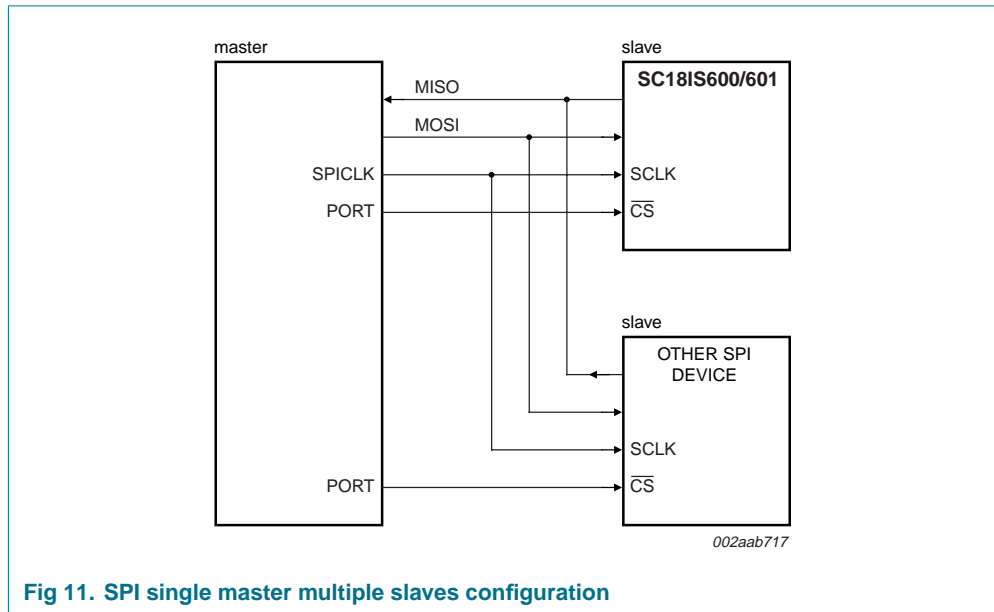 master
slave
SC18IS600/601
MISO
MOSI
SPICLK
SCLK
PORT
CS
slave
OTHER SPI
DEVICE
SCLK
PORT
CS
002aab717
Fig 11. SPI single master multiple slaves configuration